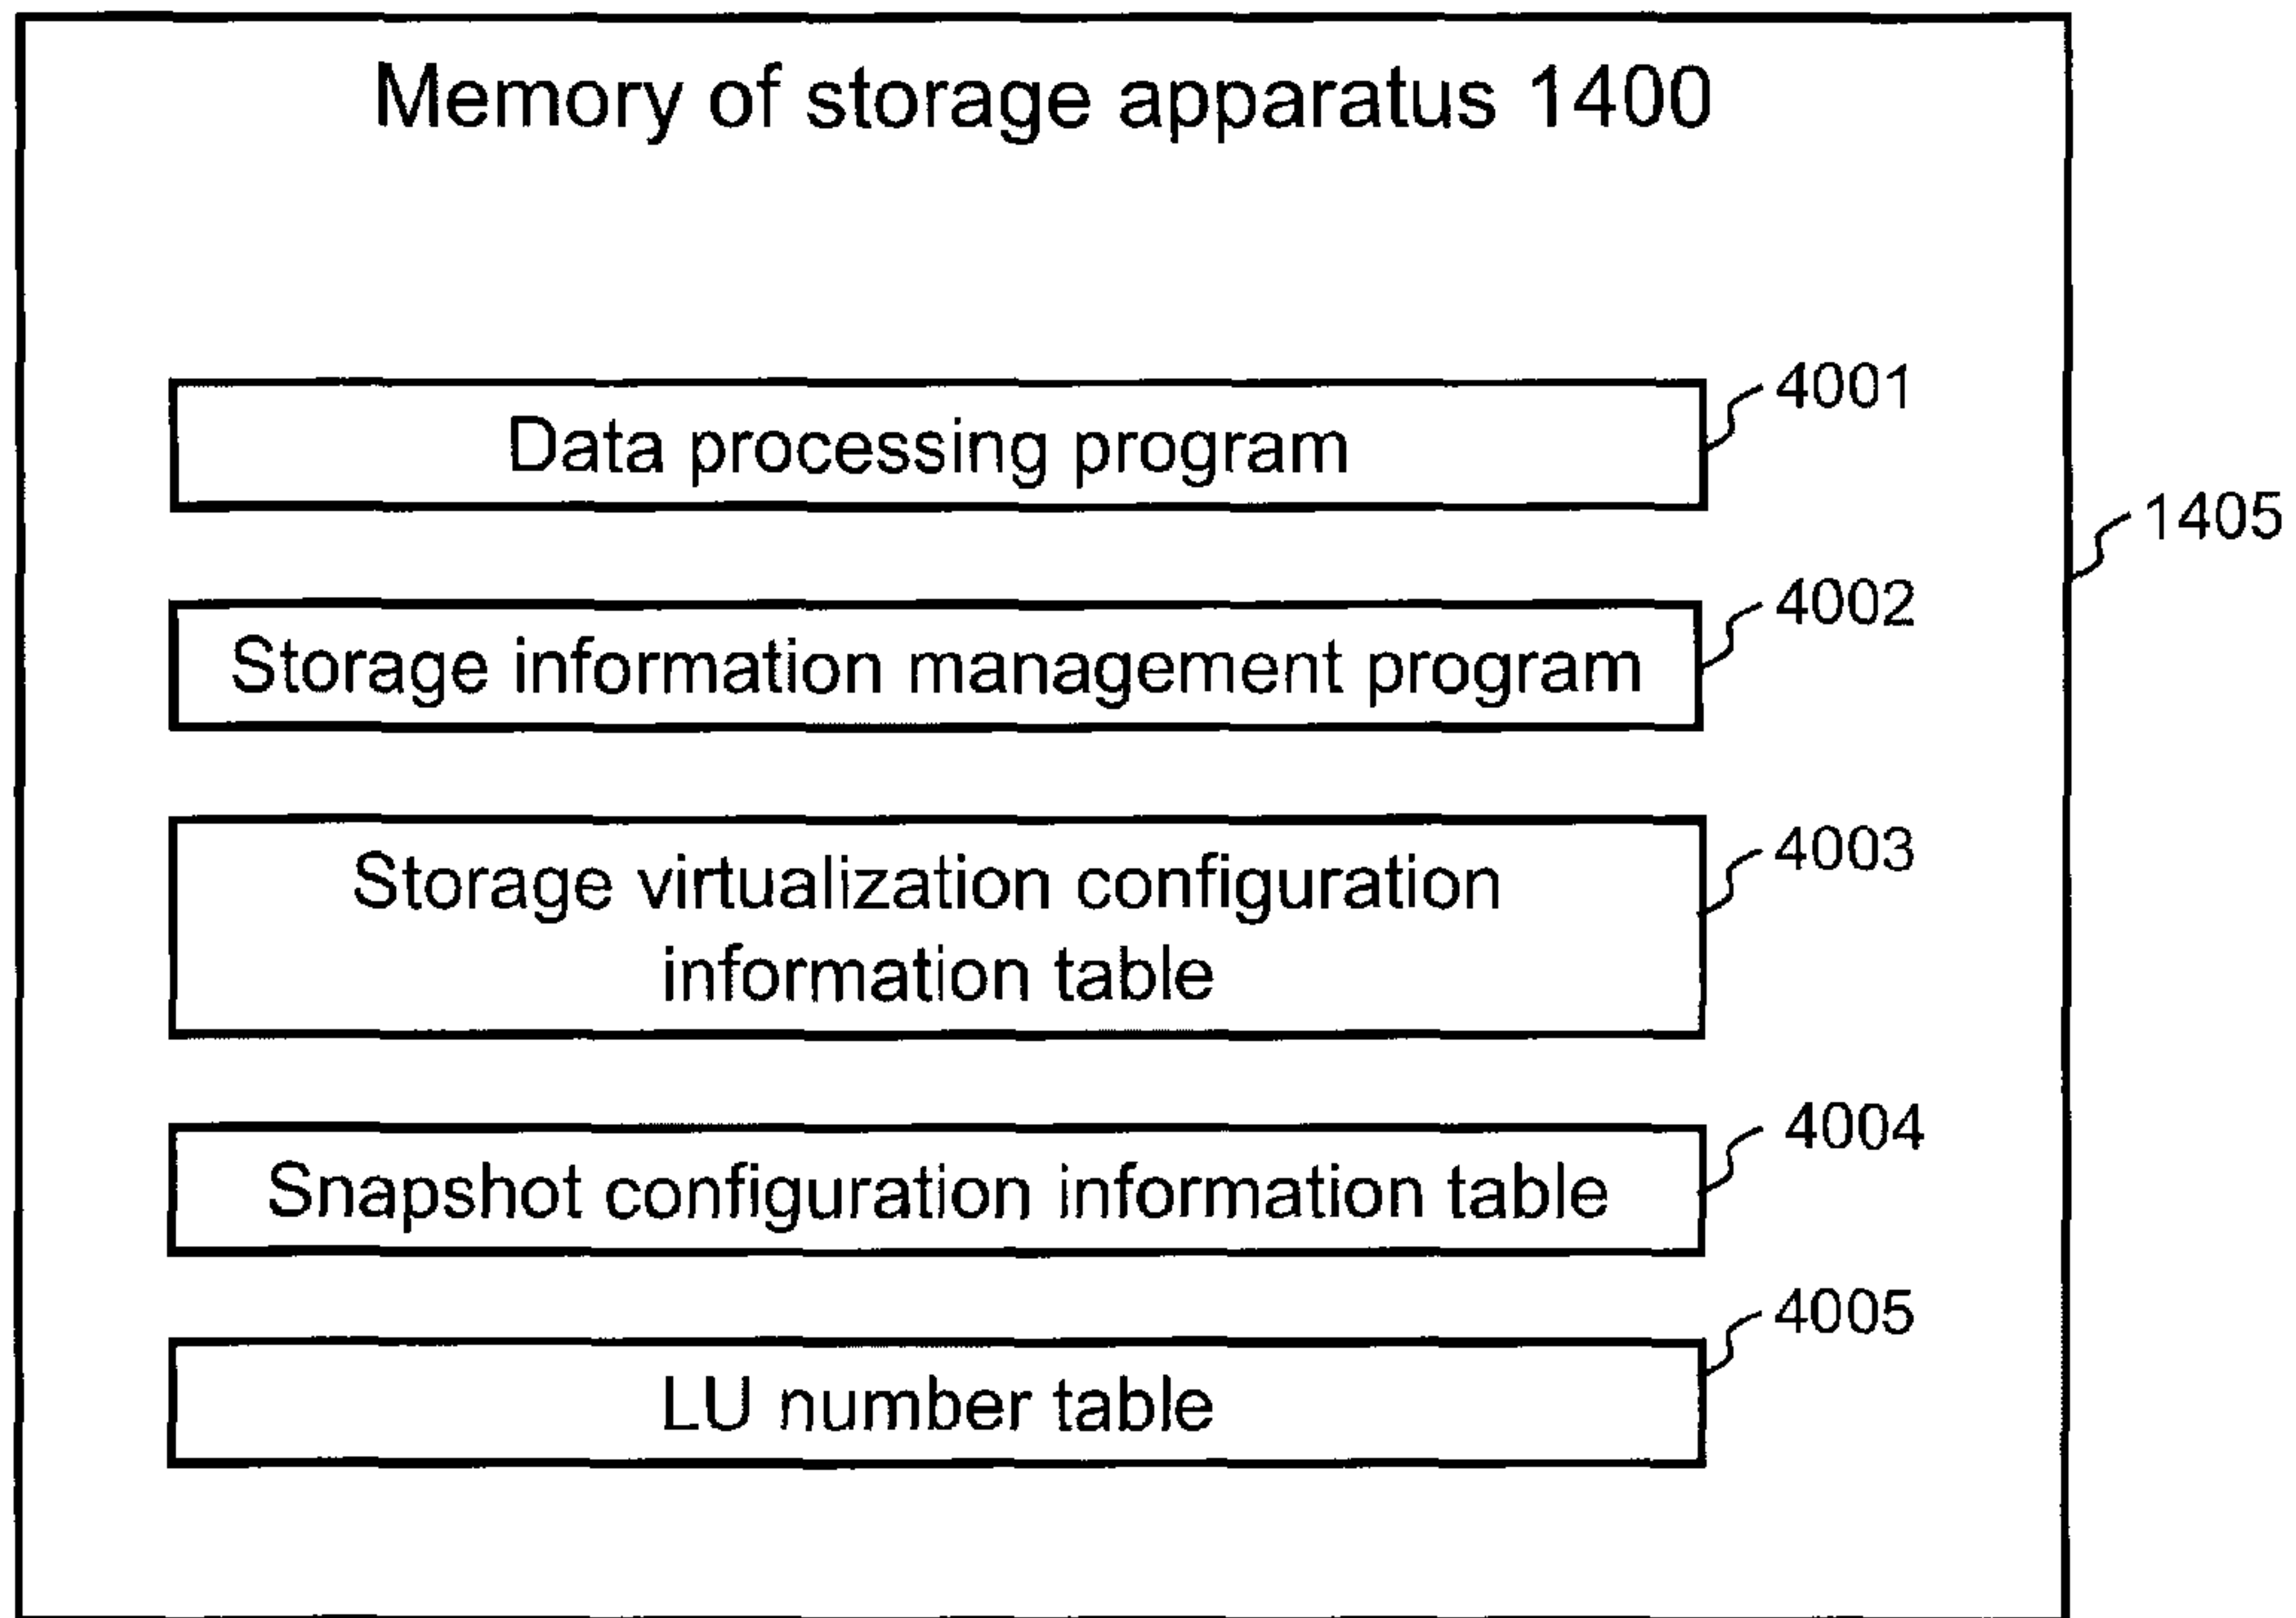 Memory of storage apparatus 1400
4001
Data processing program
1405
4002
Storage information management program
4003
Storage virtualization configuration
information table
4004
Snapshot configuration information table
4005
LU number table